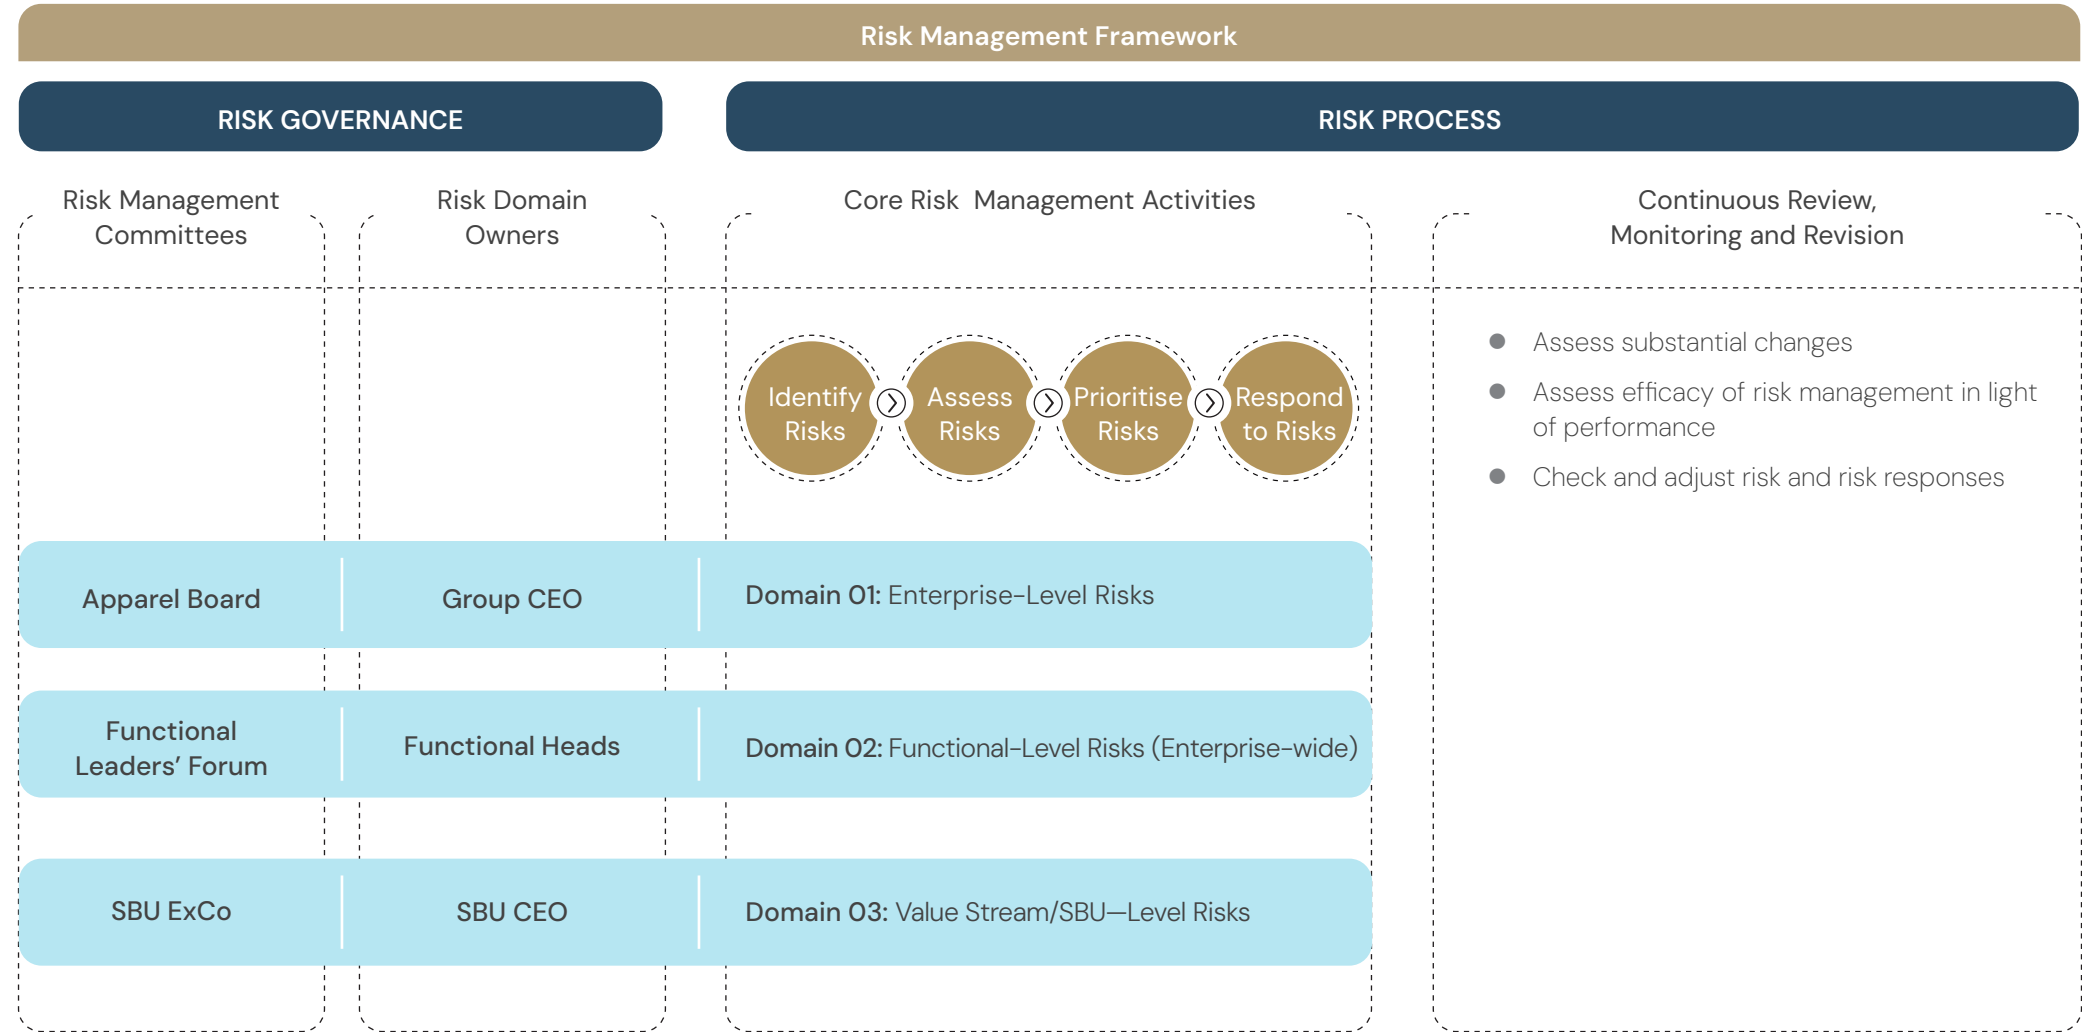 Risk Management Framework
RISK GOVERNANCE
RISK PROCESS
Risk Management
Committees
Risk Domain
Owners
Core Risk Management Activities
Continuous Review,
Monitoring and Revision
Identify
Risks
Assess
Risks
Prioritise
Risks
Respond
to Risks
Assess substantial changes
Assess efficacy of risk management in light
of performance
Check and adjust risk and risk responses
Apparel Board
Group CEO
Domain 01: Enterprise-Level Risks
Functional
Leaders’ Forum
Functional Heads
Domain 02: Functional-Level Risks (Enterprise-wide)
SBU ExCo
SBU CEO
Domain 03: Value Stream/SBU—Level Risks